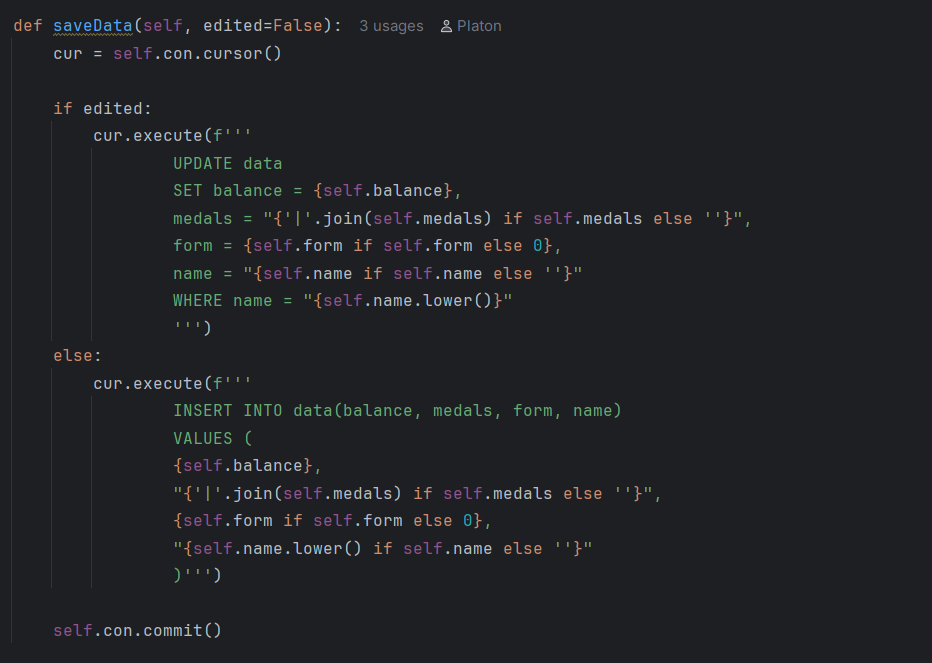 def saveData(self, edited=False): 3 usages Platon
    cur = self.con.cursor()

    if edited:
        cur.execute(f'''
                UPDATE data
                SET balance = {self.balance},
                medals = "{'|'.join(self.medals) if self.medals else ''}",
                form = {self.form if self.form else 0},
                name = "{self.name if self.name else ''}"
                WHERE name = "{self.name.lower()}"
                ''')
    else:
        cur.execute(f'''
                INSERT INTO data(balance, medals, form, name)
                VALUES (
                {self.balance},
                "{'|'.join(self.medals) if self.medals else ''}",
                {self.form if self.form else 0},
                "{self.name.lower() if self.name else ''}"
                )''')

    self.con.commit()